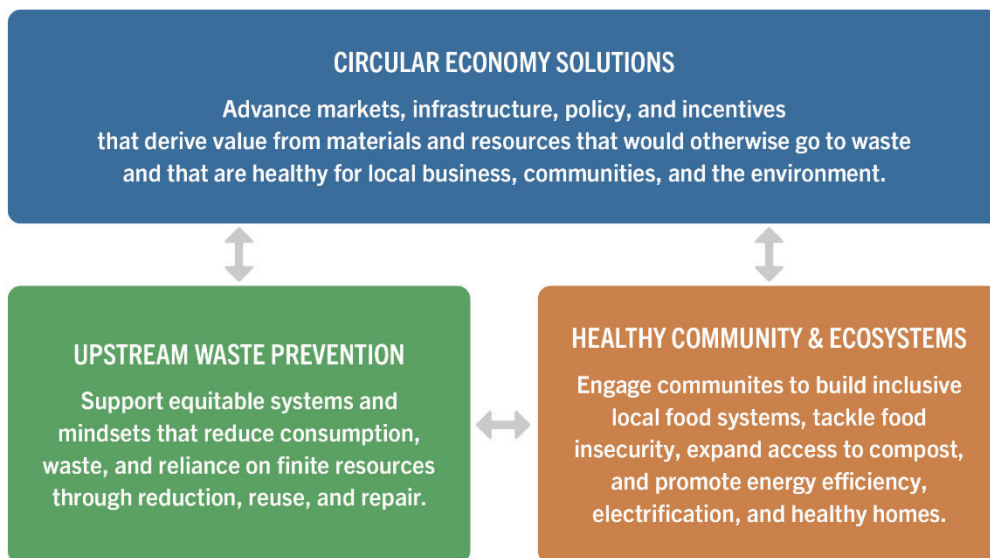 CIRCULAR ECONOMY SOLUTIONS
Advance markets, infrastructure, policy, and incentives
that derive value from materials and resources that would otherwise go to waste
and that are healthy for local business, communities, and the environment.
UPSTREAM WASTE PREVENTION
Support equitable systems and
mindsets that reduce consumption,
waste, and reliance on finite resources
through reduction, reuse, and repair.
HEALTHY COMMUNITY & ECOSYSTEMS
Engage communites to build inclusive
local food systems, tackle food
insecurity, expand access to compost,
and promote energy efficiency,
electrification, and healthy homes.